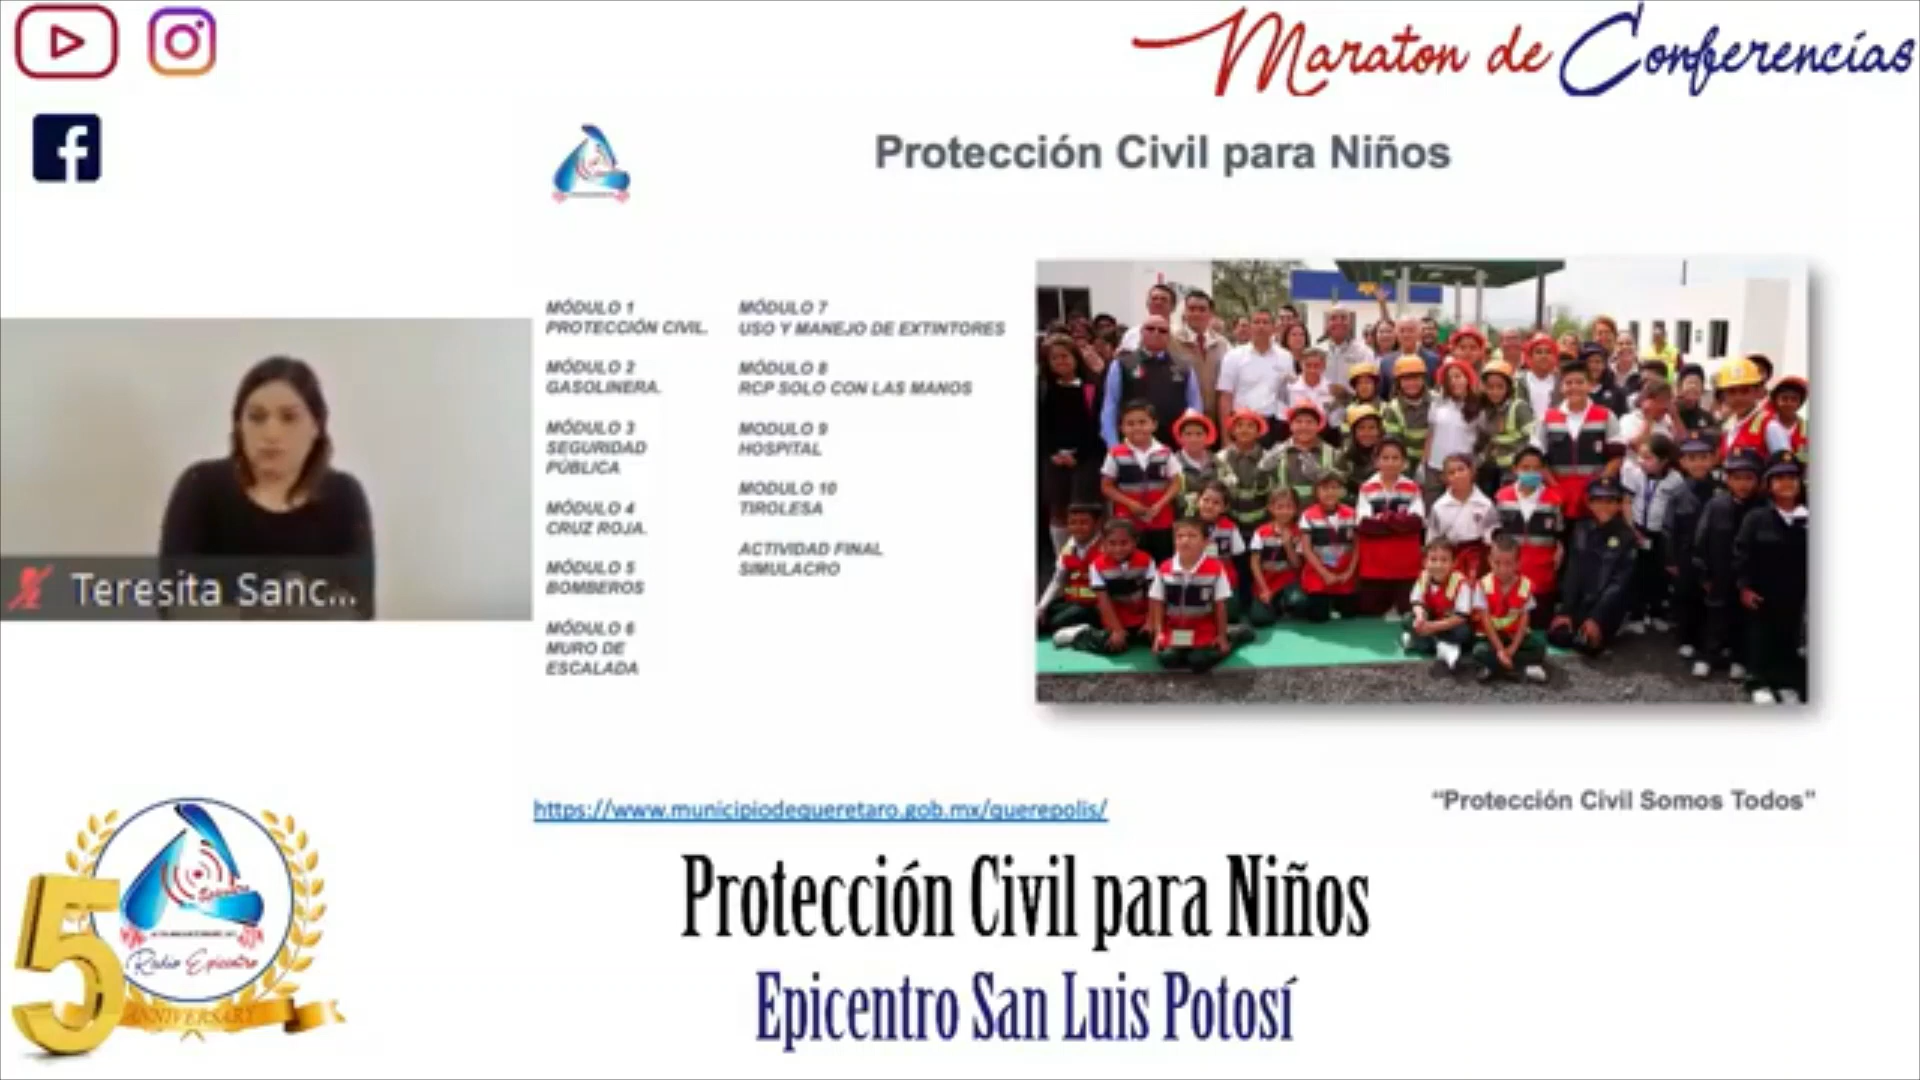 Maraton de Conferencias
Protección Civil para Niños
MÓDULO 1
PROTECCIÓN CIVIL.
MÓDULO 2
GASOLINERA.
MÓDULO 3
SEGURIDAD
PÚBLICA
MÓDULO 4
CRUZ ROJA.
MÓDULO 5
BOMBEROS
MÓDULO 6
MURO DE
ESCALADA
MÓDULO 7
USO Y MANEJO DE EXTINTORES
MÓDULO 8
RCP SOLO CON LAS MANOS
MODULO 9
HOSPITAL
MODULO 10
TIROLESA
ACTIVIDAD FINAL
SIMULACRO
Teresita Sanc...
https://www.municipiodequeretaro.gob.mx/querepolis/
“Protección Civil Somos Todos”
5
Epicentro
Radio Epicentro
ANNIVERSARY
Protección Civil para Niños
Epicentro San Luis Potosí